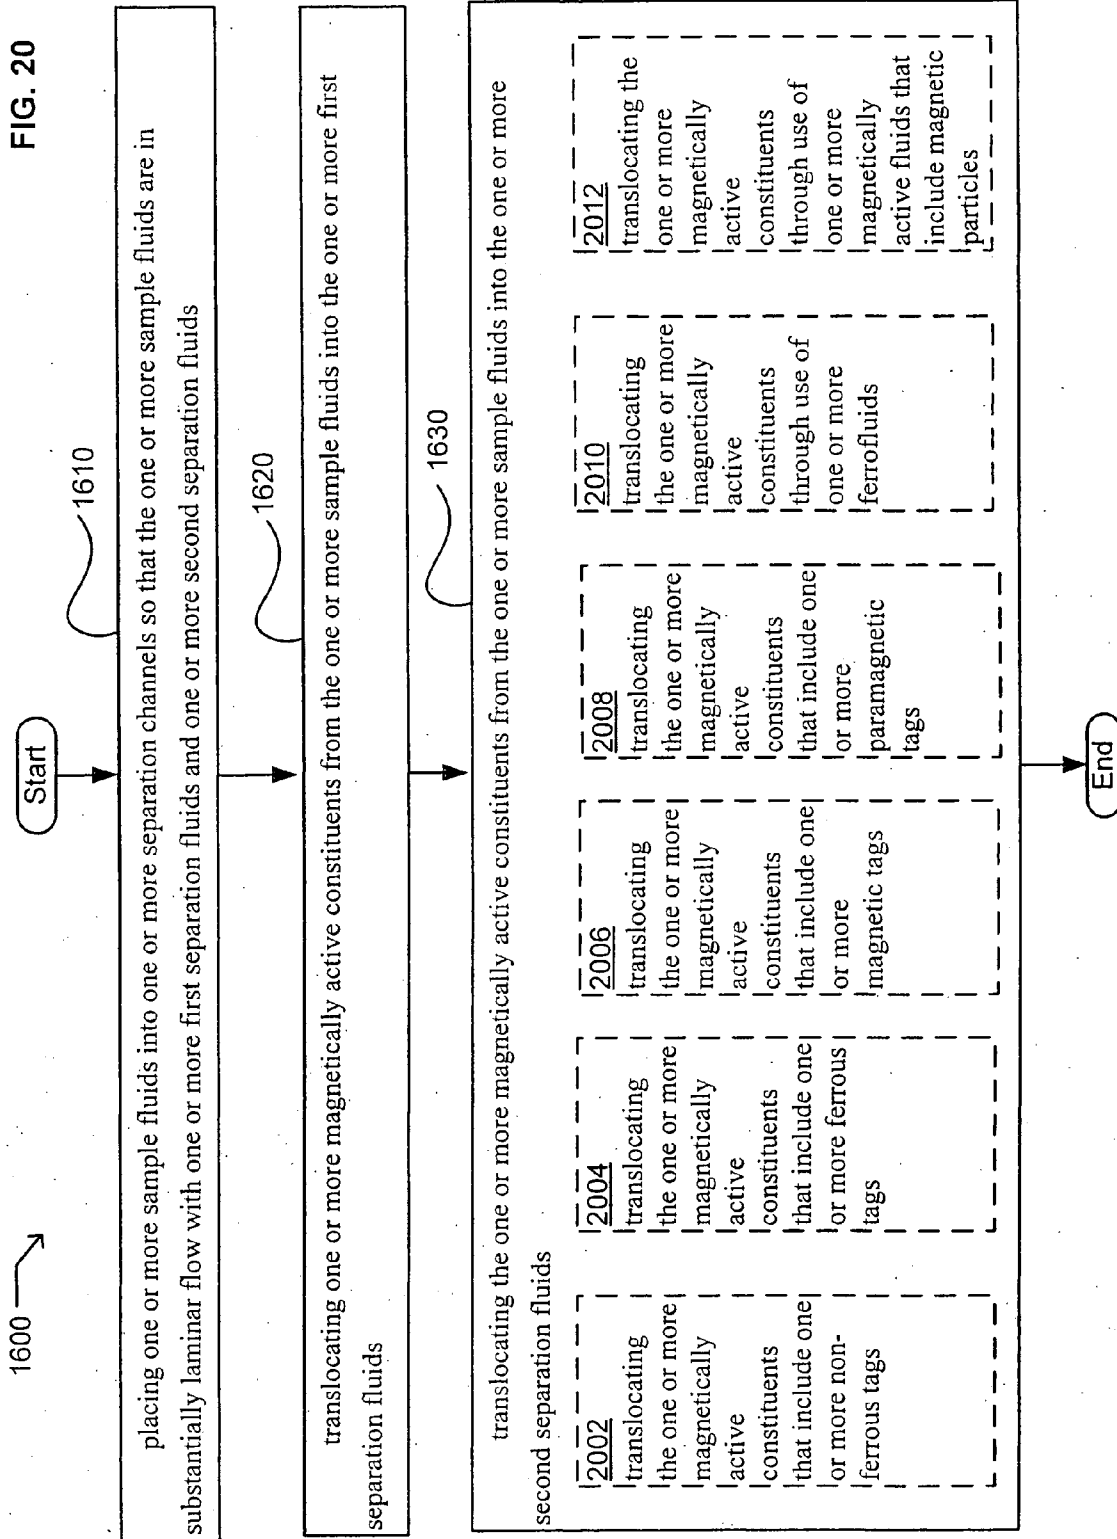 FIG. 20
1600
Start
1610
placing one or more sample fluids into one or more separation channels so that the one or more sample fluids are in
substantially laminar flow with one or more first separation fluids and one or more second separation fluids
1620
translocating one or more magnetically active constituents from the one or more sample fluids into the one or more first
separation fluids
1630
translocating the one or more magnetically active constituents from the one or more sample fluids into the one or more
second separation fluids
2002
translocating
the one or more
magnetically
active
constituents
that include one
or more non-
ferrous tags
2004
translocating
the one or more
magnetically
active
constituents
that include one
or more ferrous
tags
2006
translocating
the one or more
magnetically
active
constituents
that include one
or more
magnetic tags
2008
translocating
the one or more
magnetically
active
constituents
that include one
or more
paramagnetic
tags
2010
translocating
the one or more
magnetically
active
constituents
through use of
one or more
ferrofluids
2012
translocating the
one or more
magnetically
active
constituents
through use of
one or more
magnetically
active fluids that
include magnetic
particles
End